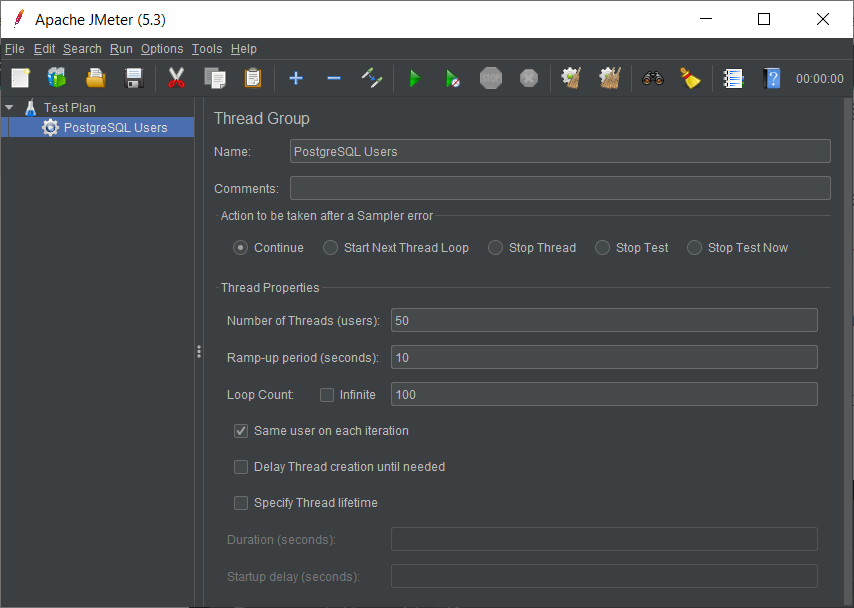 Apache JMeter (5.3)
File Edit Search Run Options Tools Help
STOP 00:00:00
Test Plan
PostgreSQL Users
Thread Group
Name: PostgreSQL Users
Comments:
Action to be taken after a Sampler error
Continue Start Next Thread Loop Stop Thread Stop Test Stop Test Now
Thread Properties
Number of Threads (users): 50
Ramp-up period (seconds): 10
Loop Count: Infinite 100
Same user on each iteration
Delay Thread creation until needed
Specify Thread lifetime
Duration (seconds):
Startup delay (seconds):